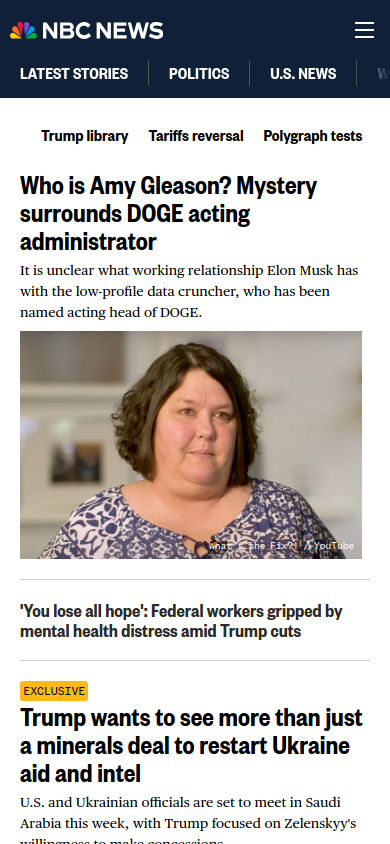 NBC NEWS
LATEST STORIES
POLITICS
U.S. NEWS
Trump library
Tariffs reversal
Polygraph tests
Who is Amy Gleason? Mystery
surrounds DOGE acting
administrator
It is unclear what working relationship Elon Musk has
with the low-profile data cruncher, who has been
named acting head of DOGE.
What's the Fix?! / YouTube
'You lose all hope': Federal workers gripped by
mental health distress amid Trump cuts
EXCLUSIVE
Trump wants to see more than just
a minerals deal to restart Ukraine
aid and intel
U.S. and Ukrainian officials are set to meet in Saudi
Arabia this week, with Trump focused on Zelenskyy's
willingness to make concessions